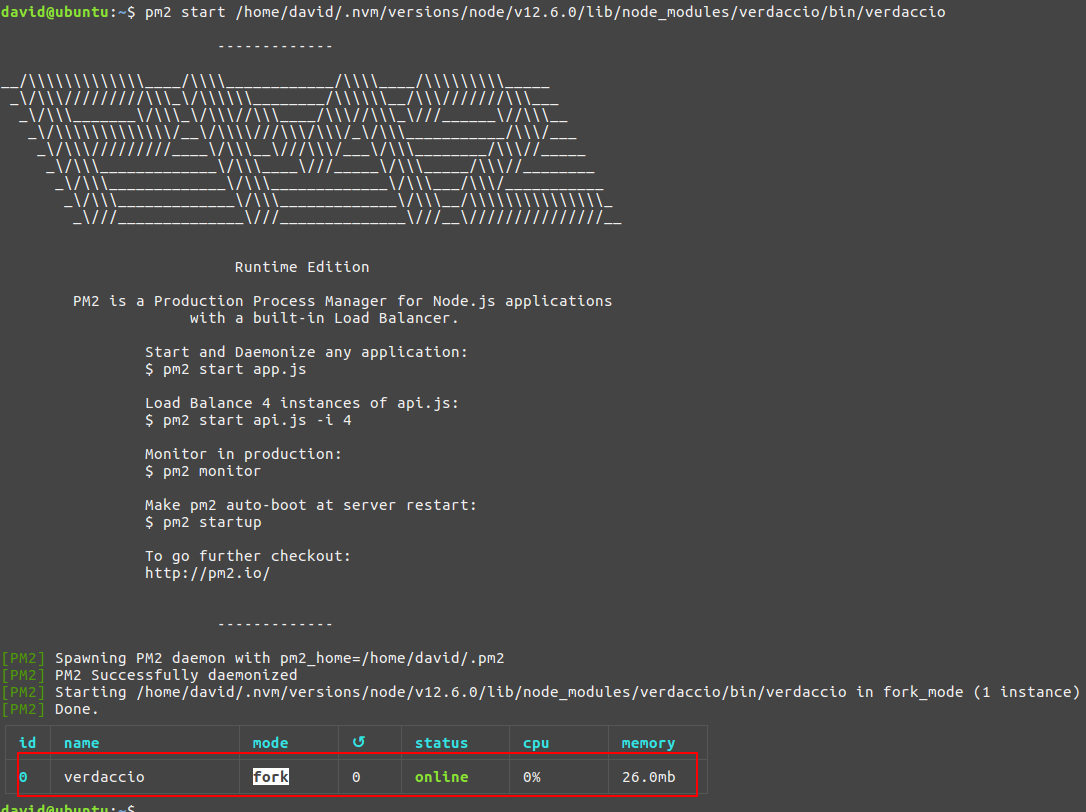 david@ubuntu:~$ pm2 start /home/david/.nvm/versions/node/v12.6.0/lib/node_modules/verdaccio/bin/verdaccio
-------------
__/\\\\\\\\\\\\\____/\\\\____________/\\\\____/\\\\\\\\\_____
_\/\\\/////////\\\_\/\\\\\\________/\\\\\\__/\\\///////\\\___
_\/\\\_______\/\\\_\/\\\//\\\____/\\\//\\\_\///______\//\\\__
_\/\\\\\\\\\\\\\/__\/\\\\///\\\/\\\/_\/\\\___________/\\\/___
_\/\\\/////////____\/\\\__\///\\\/___\/\\\________/\\\//_____
_\/\\\_____________\/\\\____\///_____\/\\\_____/\\\//________
_\/\\\_____________\/\\\_____________\/\\\___/\\\/___________
_\/\\\_____________\/\\\_____________\/\\\__/\\\\\\\\\\\\\\\_
_\///______________\///______________\///__\///////////////__
Runtime Edition
PM2 is a Production Process Manager for Node.js applications
with a built-in Load Balancer.
Start and Daemonize any application:
$ pm2 start app.js
Load Balance 4 instances of api.js:
$ pm2 start api.js -i 4
Monitor in production:
$ pm2 monitor
Make pm2 auto-boot at server restart:
$ pm2 startup
To go further checkout:
http://pm2.io/
-------------
[PM2] Spawning PM2 daemon with pm2_home=/home/david/.pm2
[PM2] PM2 Successfully daemonized
[PM2] Starting /home/david/.nvm/versions/node/v12.6.0/lib/node_modules/verdaccio/bin/verdaccio in fork_mode (1 instance)
[PM2] Done.
id name mode ↺ status cpu memory
0 verdaccio fork 0 online 0% 26.0mb
david@ubuntu:~$